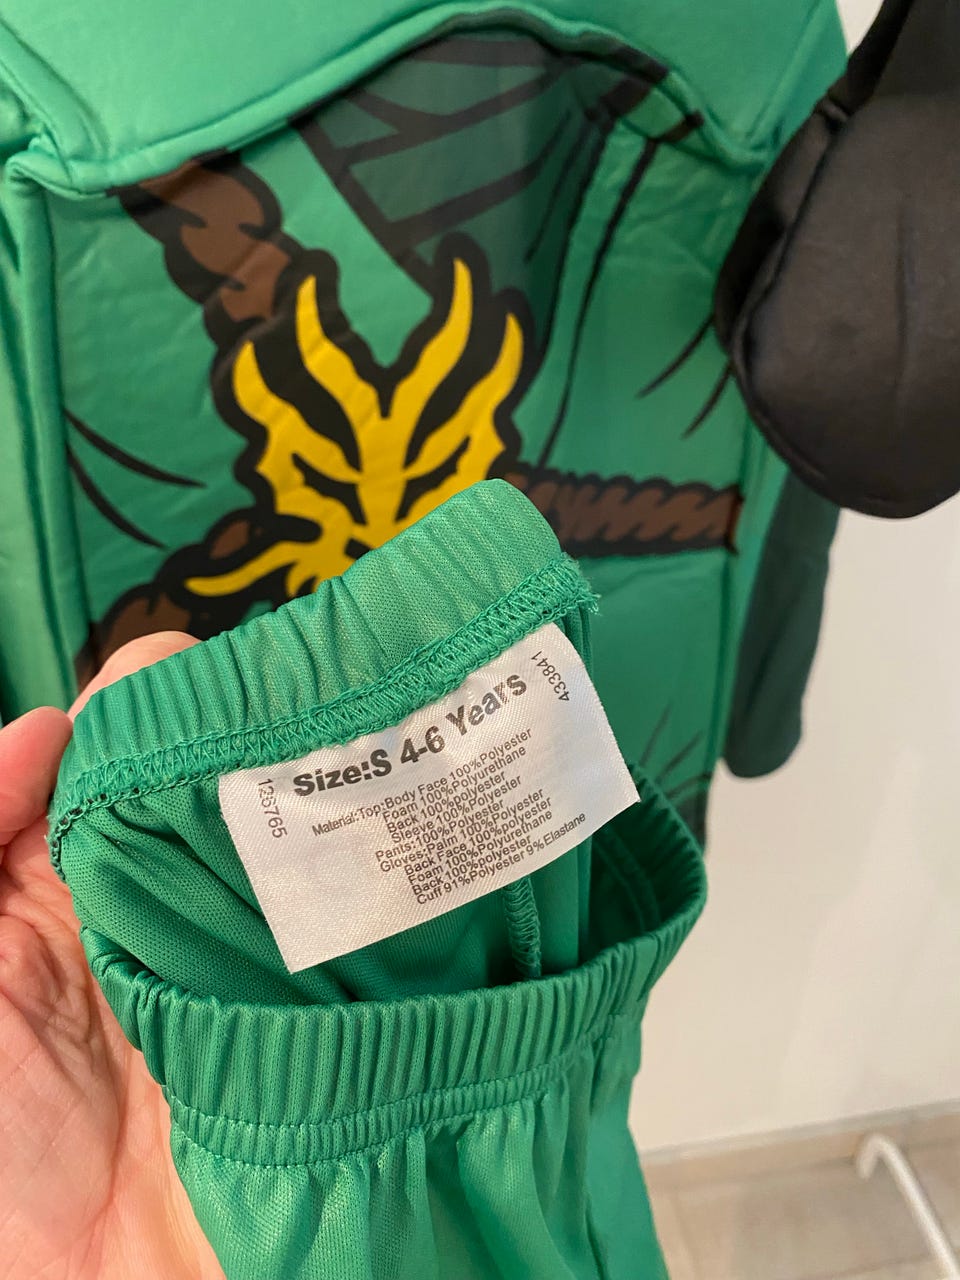 Size:S 4-6 Years
433841
126765
Material:Top:Body Face 100%Polyester
Foam 100%Polyurethane
Back 100%polyester
Sleeve 100%Polyester
Pants:100%Polyester
Gloves:Palm 100%Polyester
Back Face 100%polyester
Foam 100%Polyurethane
Back 100%polyester
Cuff 91%Polyester 9%Elastane